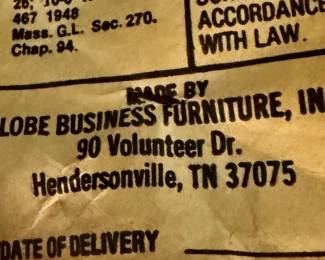 467 1948
Mass. G.L. Sec. 270.
Chap. 94.
ACCORDANCE
WITH LAW.
MADE BY
LOBE BUSINESS FURNITURE, IN
90 Volunteer Dr.
Hendersonville, TN 37075
DATE OF DELIVERY